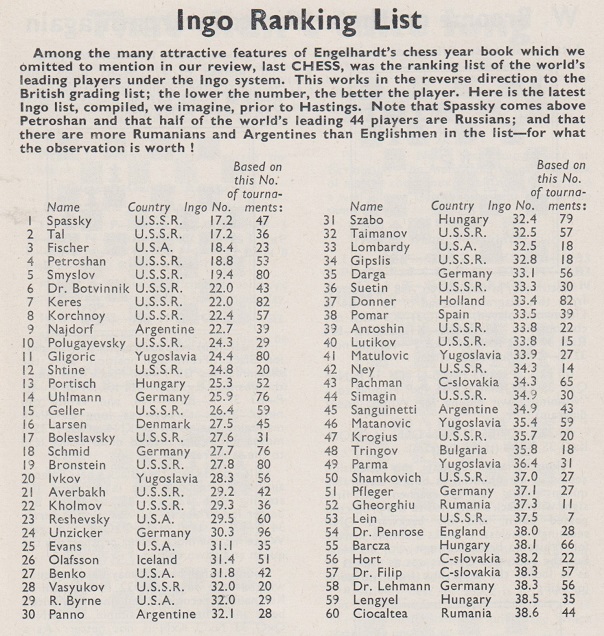 Ingo Ranking List
Among the many attractive features of Engelhardt's chess year book which we
omitted to mention in our review, last CHESS, was the ranking list of the world's
leading players under the Ingo system. This works in the reverse direction to the
British grading list; the lower the number, the better the player. Here is the latest
Ingo list, compiled, we imagine, prior to Hastings. Note that Spassky comes above
Petroshan and that half of the world's leading 44 players are Russians; and that
there are more Rumanians and Argentines than Englishmen in the list—for what
the observation is worth !
Based on
this No.
of tourna-
Name Country Ingo No. ments:
1 Spassky U.S.S.R. 17.2 47
2 Tal U.S.S.R. 17.2 36
3 Fischer U.S.A. 18.4 23
4 Petroshan U.S.S.R. 18.8 53
5 Smyslov U.S.S.R. 19.4 80
6 Dr. Botvinnik U.S.S.R. 22.0 43
7 Keres U.S.S.R. 22.0 82
8 Korchnoy U.S.S.R. 22.4 57
9 Najdorf Argentine 22.7 39
10 Polugayevsky U.S.S.R. 24.3 29
11 Gligoric Yugoslavia 24.4 80
12 Shtine U.S.S.R. 24.8 20
13 Portisch Hungary 25.3 52
14 Uhlmann Germany 25.9 76
15 Geller U.S.S.R. 26.4 59
16 Larsen Denmark 27.5 45
17 Boleslavsky U.S.S.R. 27.6 31
18 Schmid Germany 27.7 76
19 Bronstein U.S.S.R. 27.8 80
20 Ivkov Yugoslavia 28.3 56
21 Averbakh U.S.S.R. 29.2 42
22 Kholmov U.S.S.R. 29.3 36
23 Reshevsky U.S.A. 29.5 60
24 Unzicker Germany 30.3 96
25 Evans U.S.A. 31.1 35
26 Olafsson Iceland 31.4 51
27 Benko U.S.A. 31.8 42
28 Vasyukov U.S.S.R. 32.0 20
29 R. Byrne U.S.A. 32.0 29
30 Panno Argentine 32.1 28
Based on
this No.
of tourna-
Name Country Ingo No. ments:
31 Szabo Hungary 32.4 79
32 Taimanov U.S.S.R. 32.5 57
33 Lombardy U.S.A. 32.5 18
34 Gipslis U.S.S.R. 32.8 18
35 Darga Germany 33.1 56
36 Suetin U.S.S.R. 33.3 30
37 Donner Holland 33.4 82
38 Pomar Spain 33.5 39
39 Antoshin U.S.S.R. 33.8 22
40 Lutikov U.S.S.R. 33.8 15
41 Matulovic Yugoslavia 33.9 27
42 Ney U.S.S.R. 34.3 14
43 Pachman C-slovakia 34.3 65
44 Simagin U.S.S.R. 34.9 30
45 Sanguinetti Argentine 34.9 43
46 Matanovic Yugoslavia 35.4 59
47 Krogius U.S.S.R. 35.7 20
48 Tringov Bulgaria 35.8 18
49 Parma Yugoslavia 36.4 31
50 Shamkovich U.S.S.R. 37.0 27
51 Pfleger Germany 37.1 27
52 Gheorghiu Rumania 37.3 11
53 Lein U.S.S.R. 37.5 7
54 Dr. Penrose England 38.0 28
55 Barcza Hungary 38.1 66
56 Hort C-slovakia 38.2 22
57 Dr. Filip C-slovakia 38.3 57
58 Dr. Lehmann Germany 38.3 56
59 Lengyel Hungary 38.5 35
60 Ciocaltea Rumania 38.6 44